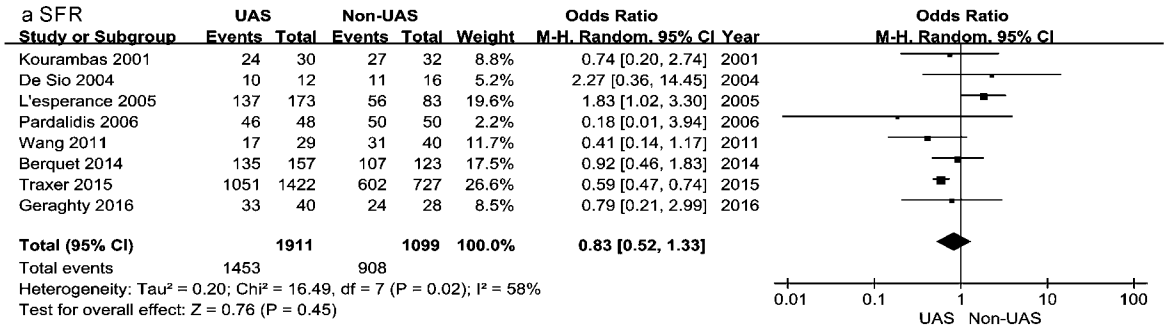 a SFR UAS Non-UAS Odds Ratio Odds Ratio
Study or Subgroup Events Total Events Total Weight M-H. Random, 95% CI Year M-H. Random, 95% CI
Kourambas 2001 24 30 27 32 8.8% 0.74 [0.20, 2.74] 2001
De Sio 2004 10 12 11 16 5.2% 2.27 [0.36, 14.45] 2004
L'esperance 2005 137 173 56 83 19.6% 1.83 [1.02, 3.30] 2005
Pardalidis 2006 46 48 50 50 2.2% 0.18 [0.01, 3.94] 2006
Wang 2011 17 29 31 40 11.7% 0.41 [0.14, 1.17] 2011
Berquet 2014 135 157 107 123 17.5% 0.92 [0.46, 1.83] 2014
Traxer 2015 1051 1422 602 727 26.6% 0.59 [0.47, 0.74] 2015
Geraghty 2016 33 40 24 28 8.5% 0.79 [0.21, 2.99] 2016
Total (95% CI) 1911 1099 100.0% 0.83 [0.52, 1.33]
Total events 1453 908
Heterogeneity: Tau² = 0.20; Chi² = 16.49, df = 7 (P = 0.02); I² = 58%
Test for overall effect: Z = 0.76 (P = 0.45)
0.01 0.1 1 10 100
UAS Non-UAS